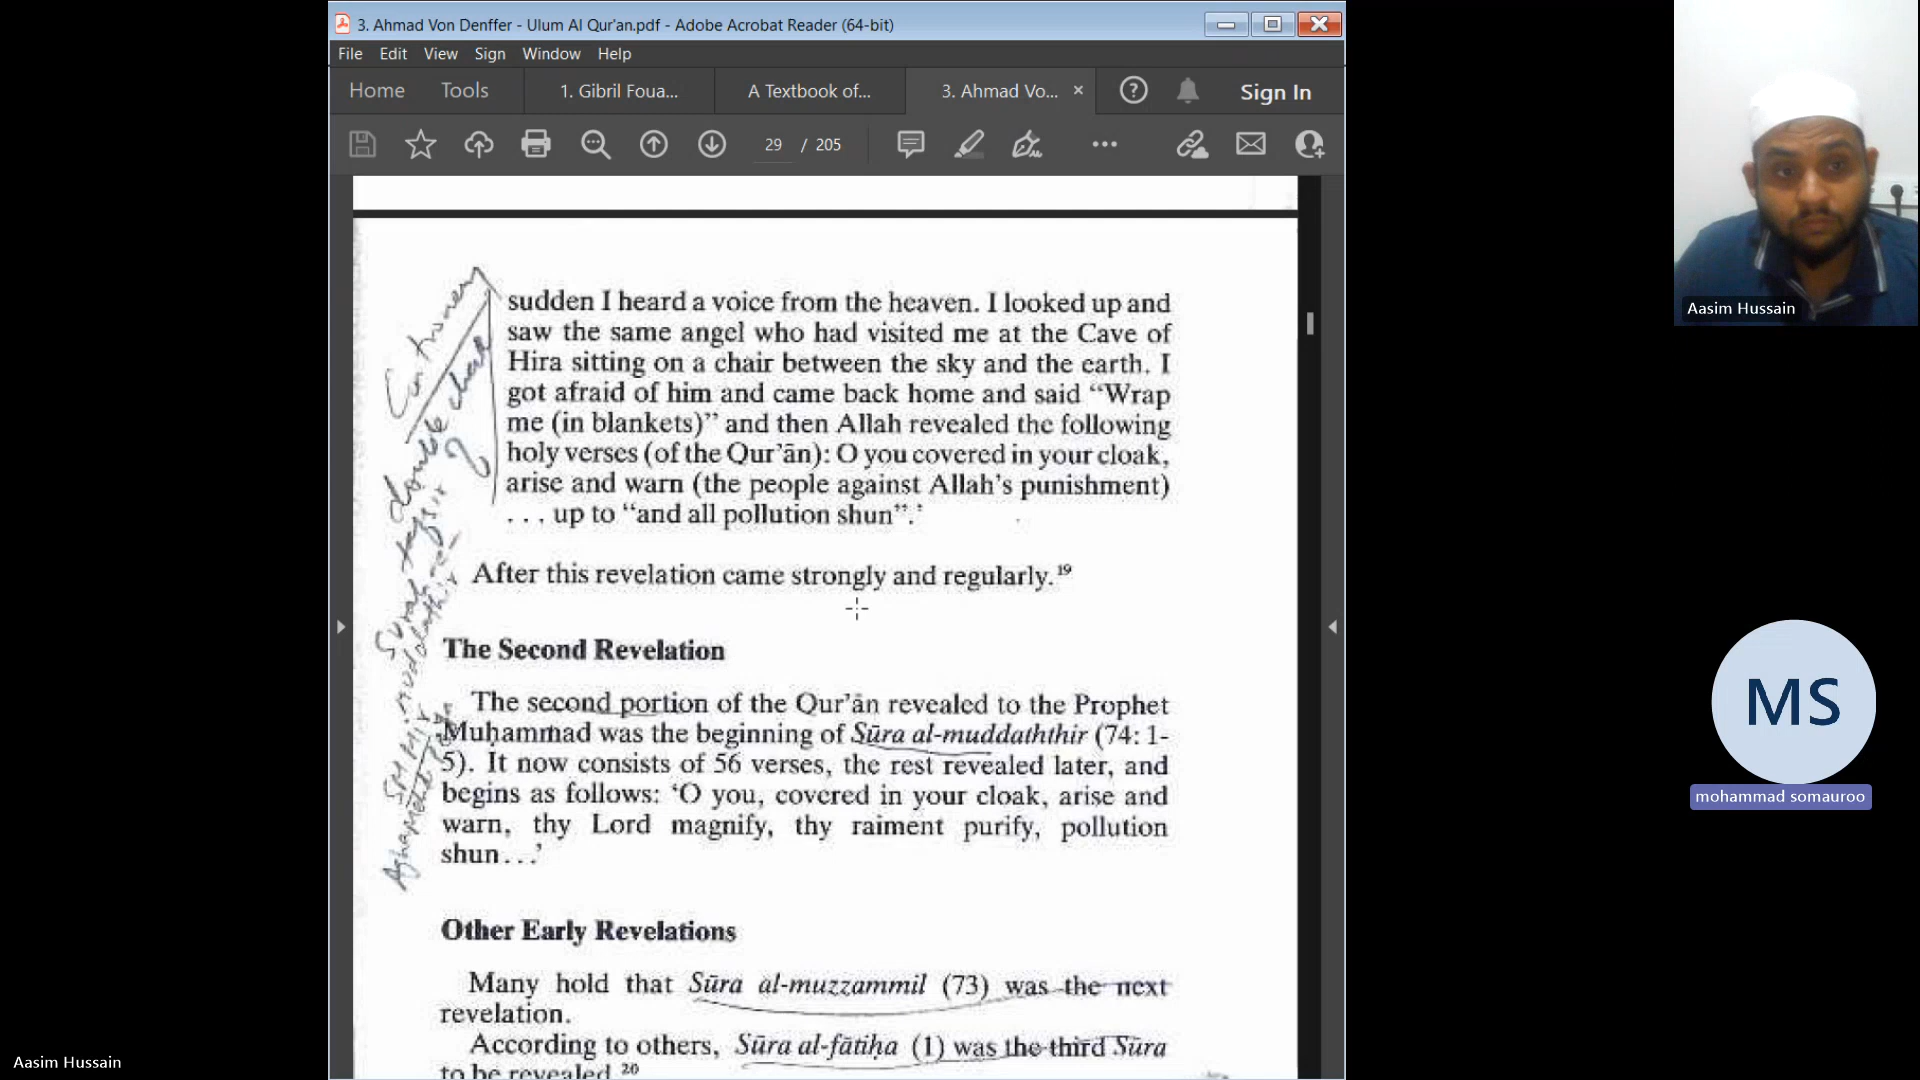 3. Ahmad Von Denffer - Ulum Al Qur'an.pdf - Adobe Acrobat Reader (64-bit)
File Edit View Sign Window Help
Home Tools 1. Gibril Foua... A Textbook of... 3. Ahmad Vo... × ? Sign In
29 / 205
sudden I heard a voice from the heaven. I looked up and
saw the same angel who had visited me at the Cave of
Hira sitting on a chair between the sky and the earth. I
got afraid of him and came back home and said “Wrap
me (in blankets)” and then Allah revealed the following
holy verses (of the Qur’ān): O you covered in your cloak,
arise and warn (the people against Allah’s punishment)
. . . up to “and all pollution shun”.’
After this revelation came strongly and regularly.¹⁹
The Second Revelation
The second portion of the Qur’ān revealed to the Prophet
Muḥammad was the beginning of Sūra al-muddaththir (74: 1-
5). It now consists of 56 verses, the rest revealed later, and
begins as follows: ‘O you, covered in your cloak, arise and
warn, thy Lord magnify, thy raiment purify, pollution
shun . . .’
Other Early Revelations
Many hold that Sūra al-muzzammil (73) was the next
revelation.
According to others, Sūra al-fātiḥa (1) was the third Sūra
to be revealed.²⁰
double check
Surah
Aasim Hussain
MS
mohammad somauroo
Aasim Hussain